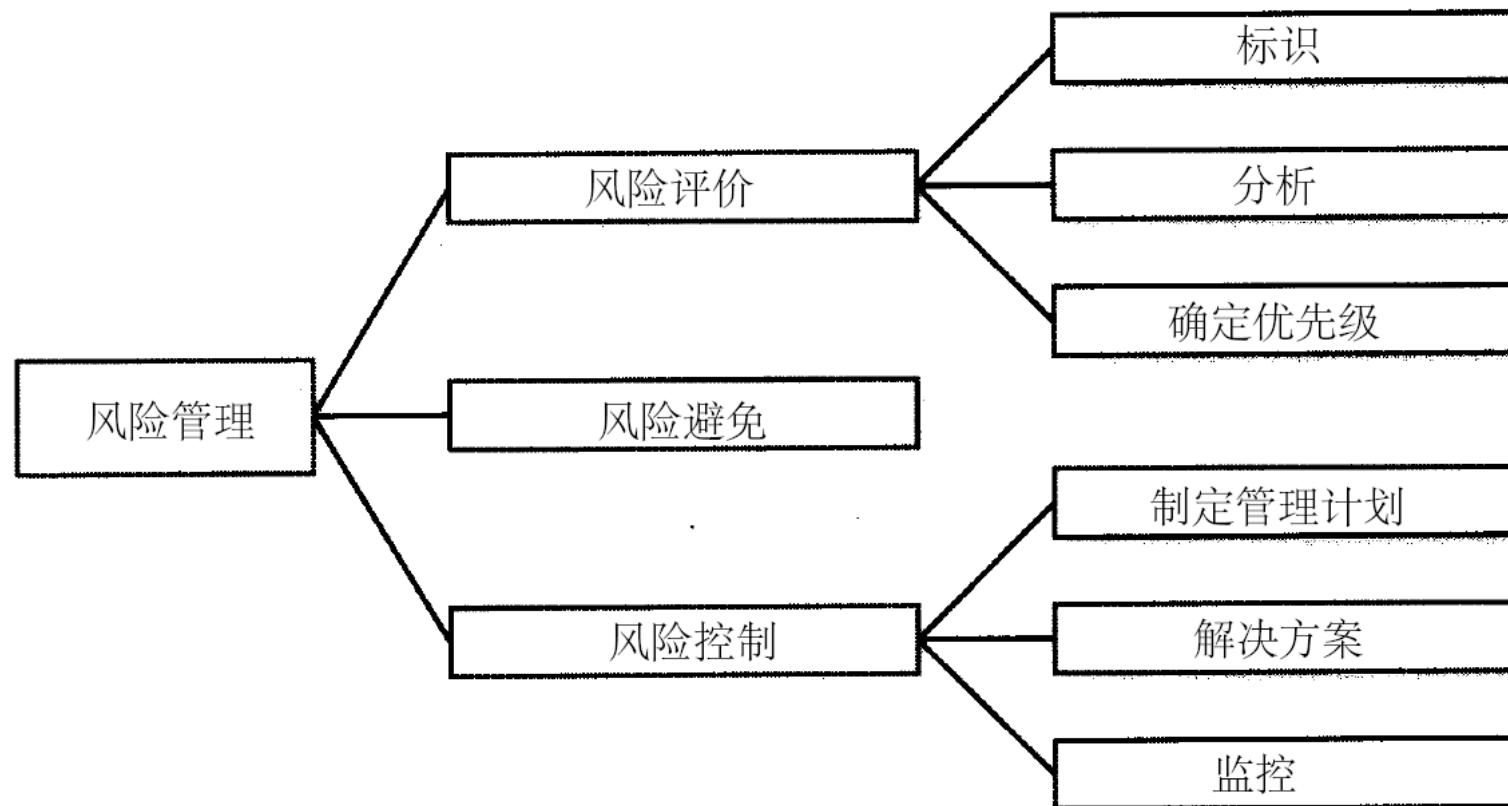 标识
风险评价
分析
确定优先级
风险管理
风险避免
制定管理计划
风险控制
解决方案
监控